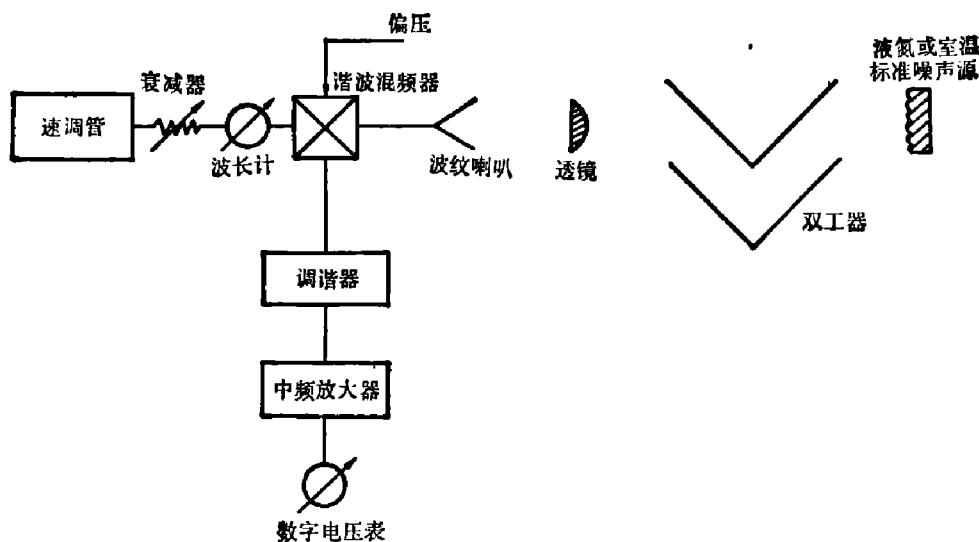 偏压
液氮或室温
标准噪声源
衰减器
谐波混频器
速调管
波长计
波纹喇叭
透镜
双工器
调谐器
中频放大器
数字电压表